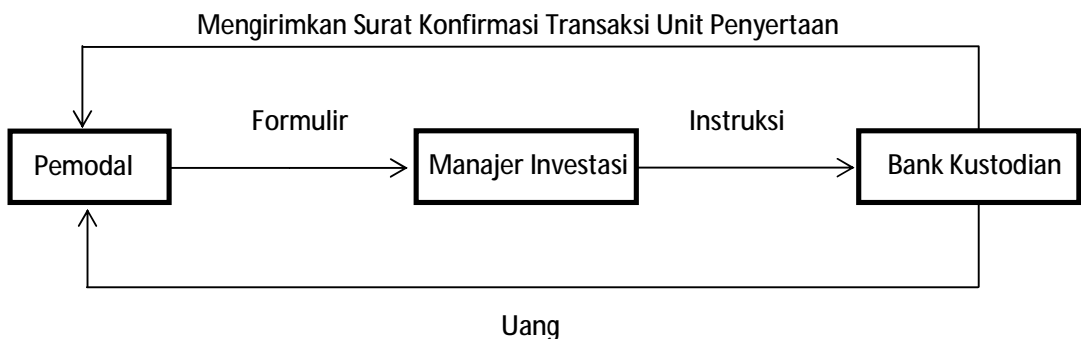 Mengirimkan Surat Konfirmasi Transaksi Unit Penyertaan
Formulir
Instruksi
Pemodal
Manajer Investasi
Bank Kustodian
Uang